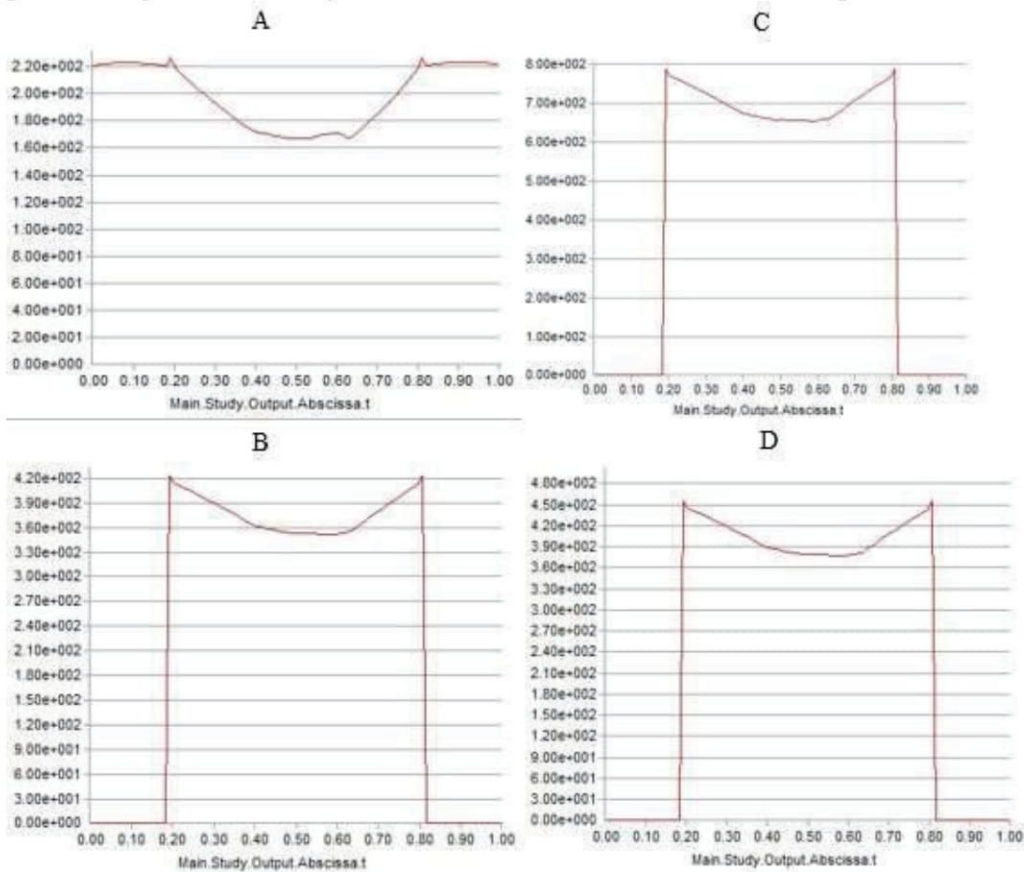 A
2.20e+002
2.00e+002
1.80e+002
1.60e+002
1.40e+002
1.20e+002
1.00e+002
8.00e+001
6.00e+001
4.00e+001
2.00e+001
0.00e+000
0.00 0.10 0.20 0.30 0.40 0.50 0.60 0.70 0.80 0.90 1.00
Main.Study.Output.Abscissa.t
C
8.00e+002
7.00e+002
6.00e+002
5.00e+002
4.00e+002
3.00e+002
2.00e+002
1.00e+002
0.00e+000
0.00 0.10 0.20 0.30 0.40 0.50 0.60 0.70 0.80 0.90 1.00
Main.Study.Output.Abscissa.t
B
4.20e+002
3.90e+002
3.60e+002
3.30e+002
3.00e+002
2.70e+002
2.40e+002
2.10e+002
1.80e+002
1.50e+002
1.20e+002
9.00e+001
6.00e+001
3.00e+001
0.00e+000
0.00 0.10 0.20 0.30 0.40 0.50 0.60 0.70 0.80 0.90 1.00
Main.Study.Output.Abscissa.t
D
4.80e+002
4.50e+002
4.20e+002
3.90e+002
3.60e+002
3.30e+002
3.00e+002
2.70e+002
2.40e+002
2.10e+002
1.80e+002
1.50e+002
1.20e+002
9.00e+001
6.00e+001
3.00e+001
0.00e+000
0.00 0.10 0.20 0.30 0.40 0.50 0.60 0.70 0.80 0.90 1.00
Main.Study.Output.Abscissa.t